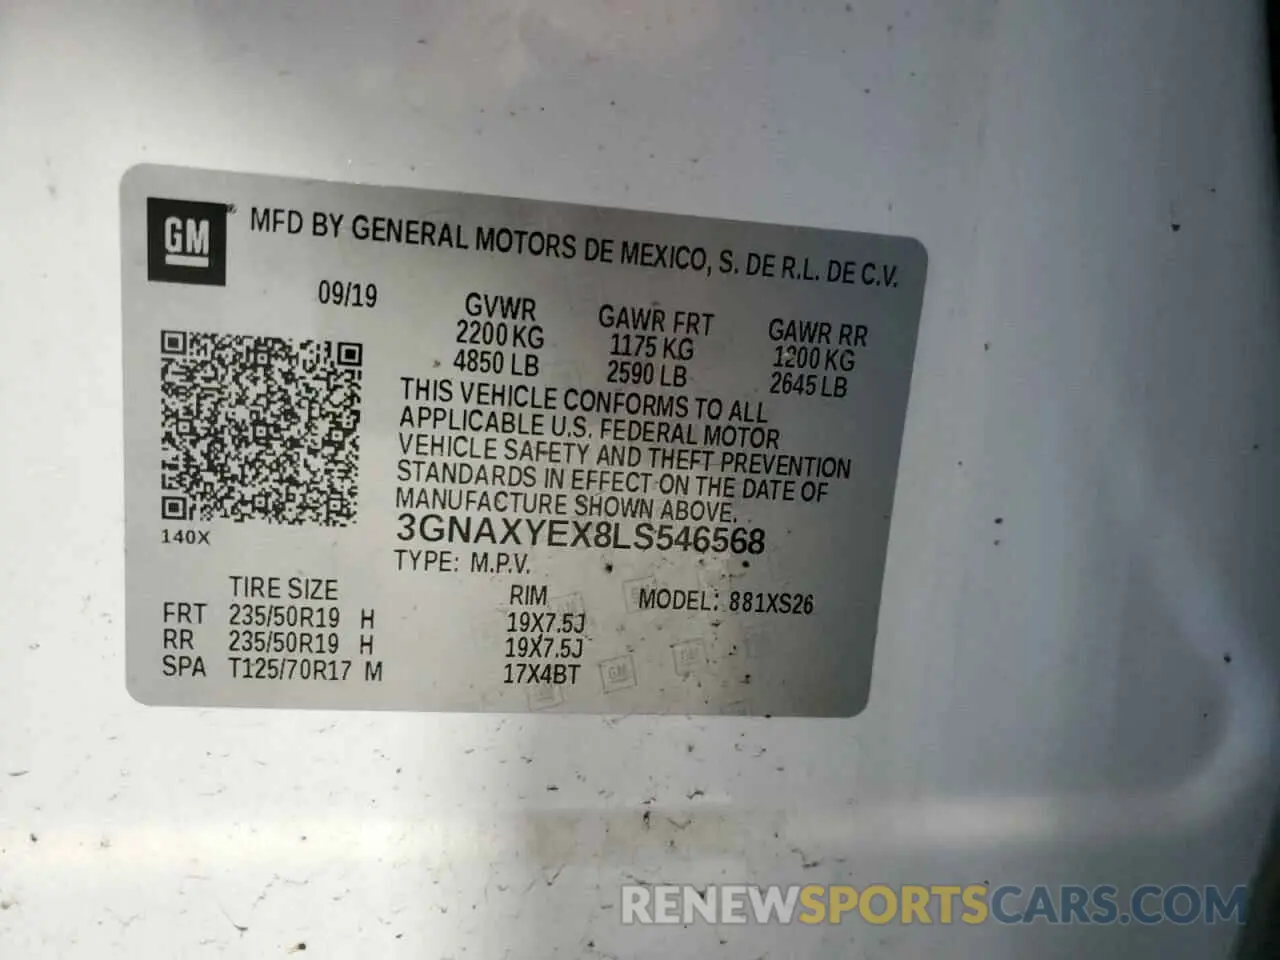 GM® MFD BY GENERAL MOTORS DE MEXICO, S. DE R.L. DE C.V.
09/19
GVWR GAWR FRT GAWR RR
2200 KG 1175 KG 1200 KG
4850 LB 2590 LB 2645 LB
THIS VEHICLE CONFORMS TO ALL
APPLICABLE U.S. FEDERAL MOTOR
VEHICLE SAFETY AND THEFT PREVENTION
STANDARDS IN EFFECT ON THE DATE OF
MANUFACTURE SHOWN ABOVE.
140X
3GNAXYEX8LS546568
TYPE: M.P.V.
TIRE SIZE RIM MODEL: 881XS26
FRT 235/50R19 H 19X7.5J
RR 235/50R19 H 19X7.5J
SPA T125/70R17 M 17X4BT
GM
RENEWSPORTSCARS.COM